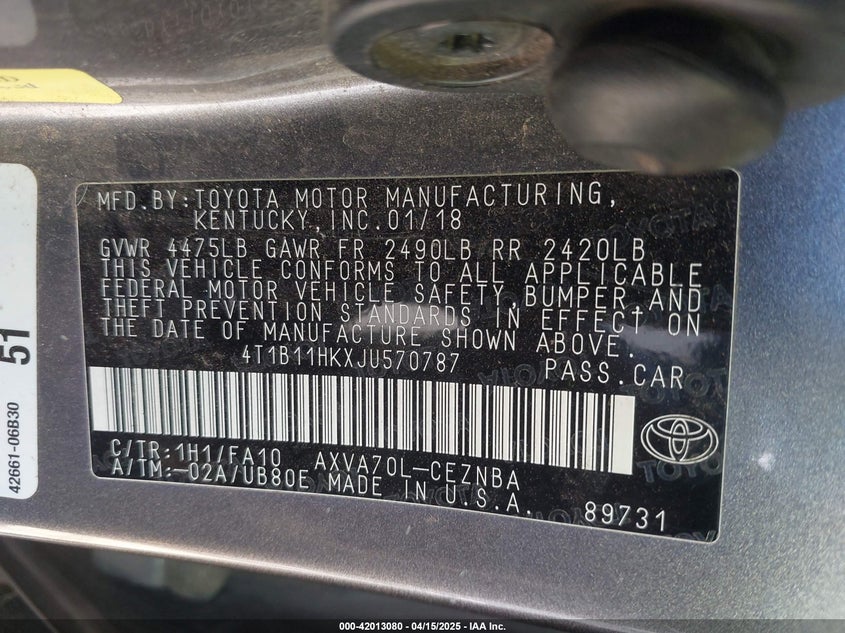 MFD.BY:TOYOTA MOTOR MANUFACTURING,
KENTUCKY,INC.01/18
GVWR 4475LB GAWR FR 2490LB RR 2420LB
THIS VEHICLE CONFORMS TO ALL APPLICABLE
FEDERAL MOTOR VEHICLE SAFETY,BUMPER,AND
THEFT PREVENTION STANDARDS IN EFFECT ON
THE DATE OF MANUFACTURE SHOWN ABOVE.
4T1B11HKXJU570787 PASS.CAR
C/TR:1H1/FA10 AXVA70L-CEZNBA
A/TM:-02A/UB80E MADE IN U.S.A. 89731
42661-06B30
51
000-42013080 - 04/15/2025 - IAA Inc.